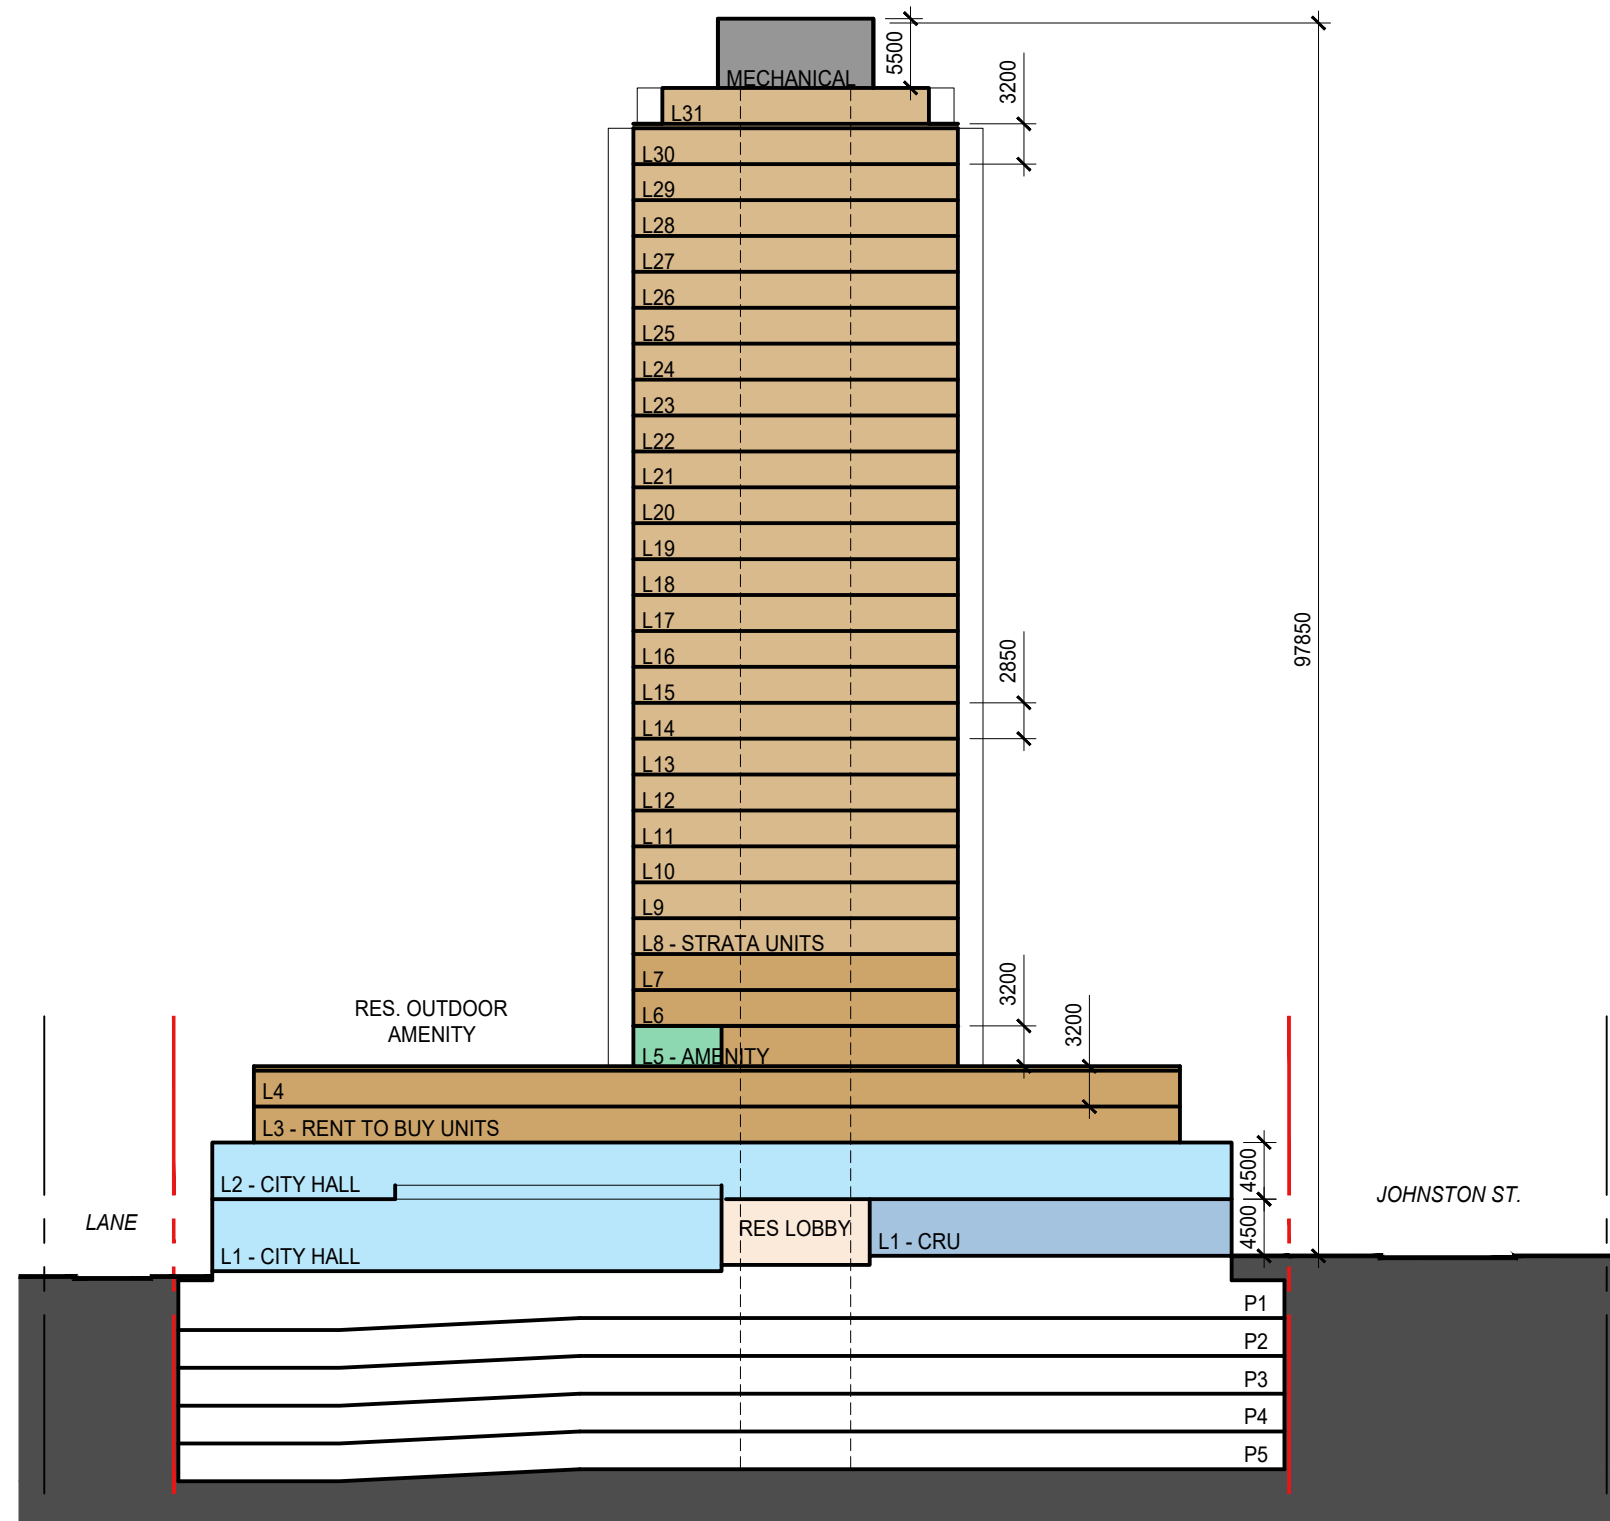 5500
MECHANICAL
3200
L31
L30
L29
L28
L27
L26
L25
L24
L23
L22
L21
L20
L19
L18
L17
97850
L16
2850
L15
L14
L13
L12
L11
L10
L9
L8 - STRATA UNITS
L7
3200
RES. OUTDOOR
AMENITY
L6
3200
L5 - AMENITY
L4
L3 - RENT TO BUY UNITS
4500
L2 - CITY HALL
JOHNSTON ST.
LANE
RES LOBBY
4500
L1 - CRU
L1 - CITY HALL
P1
P2
P3
P4
P5